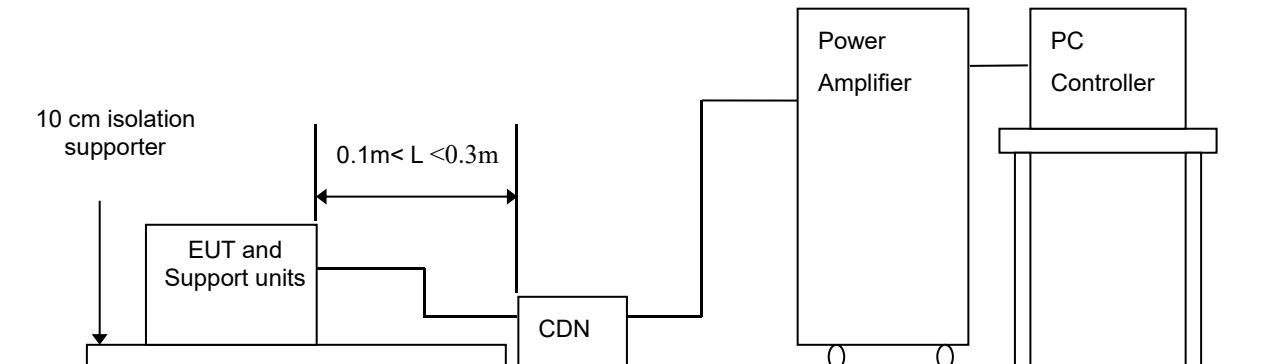 Power
Amplifier
PC
Controller
10 cm isolation
supporter
0.1m< L <0.3m
EUT and
Support units
CDN